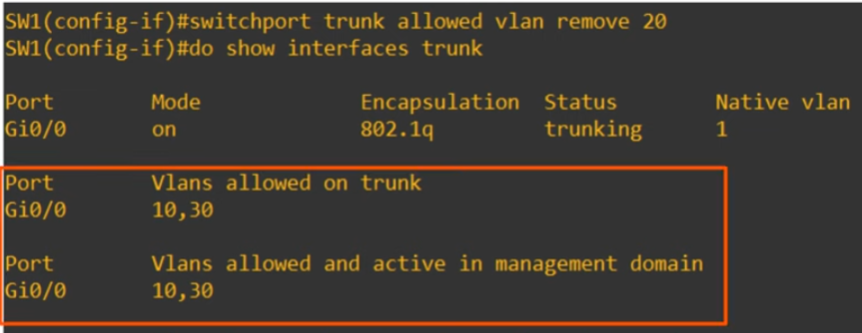 SW1(config-if)#switchport trunk allowed vlan remove 20
SW1(config-if)#do show interfaces trunk
Port Mode Encapsulation Status Native vlan
Gi0/0 on 802.1q trunking 1
Port Vlans allowed on trunk
Gi0/0 10,30
Port Vlans allowed and active in management domain
Gi0/0 10,30